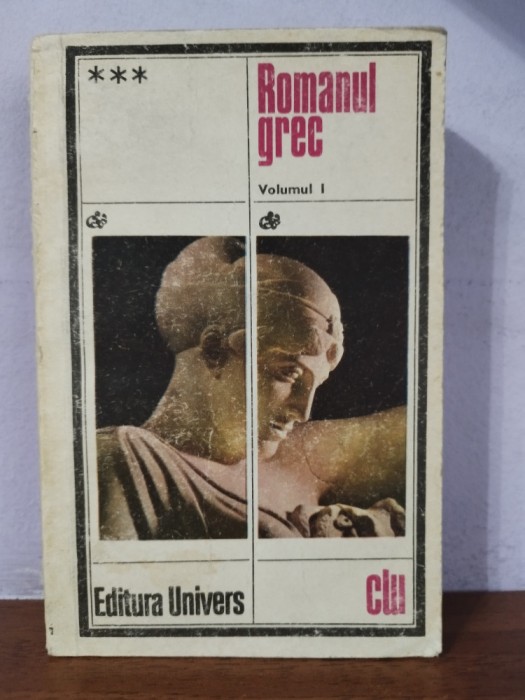 ***
Romanul
grec
Volumul I
Editura Univers
clu